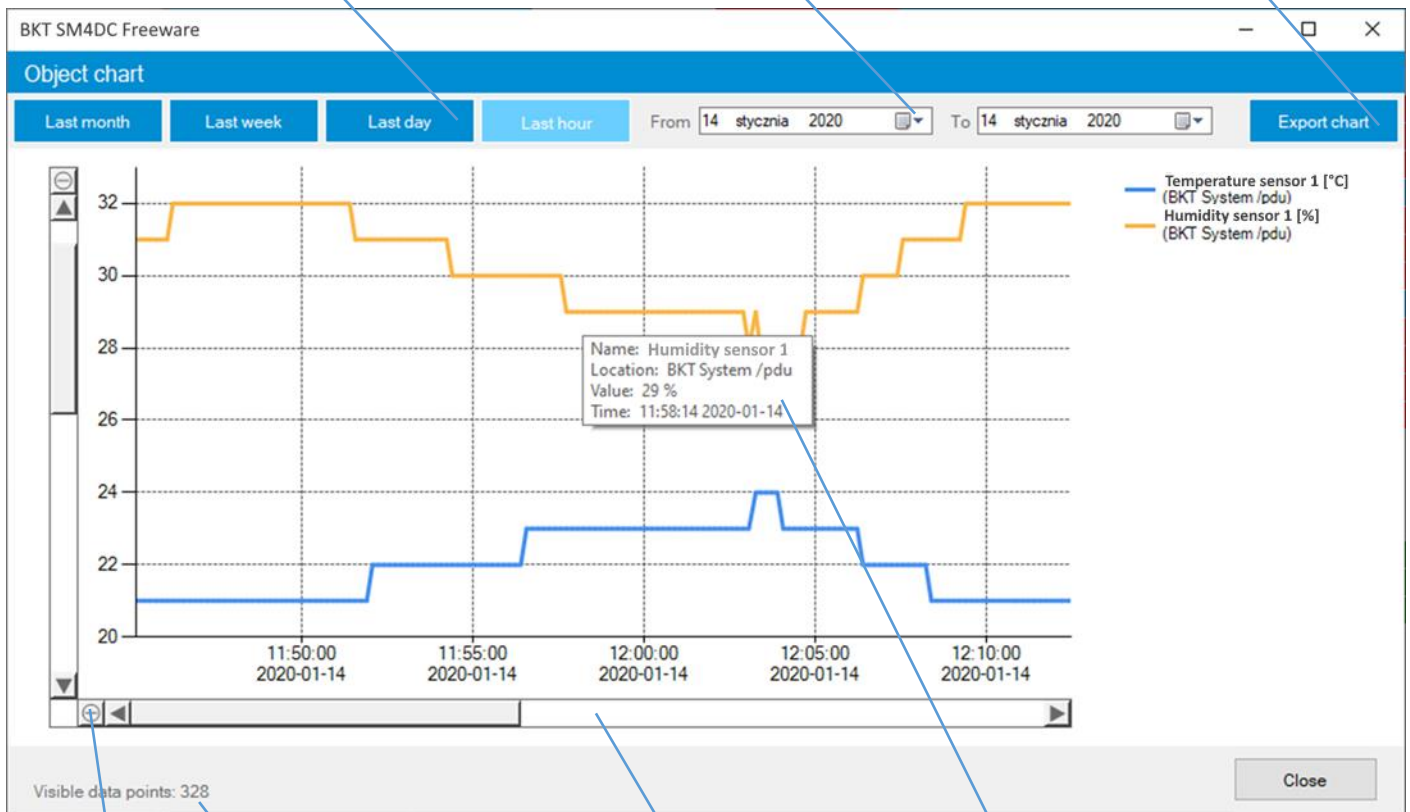 BKT SM4DC Freeware
Object chart
Last month Last week Last day Last hour From 14 stycznia 2020 To 14 stycznia 2020 Export chart
Temperature sensor 1 [°C]
(BKT System /pdu)
Humidity sensor 1 [%]
(BKT System /pdu)
32
30
28
26
24
22
20
Name: Humidity sensor 1
Location: BKT System /pdu
Value: 29 %
Time: 11:58:14 2020-01-14
11:50:00 11:55:00 12:00:00 12:05:00 12:10:00
2020-01-14 2020-01-14 2020-01-14 2020-01-14 2020-01-14
Visible data points: 328
Close